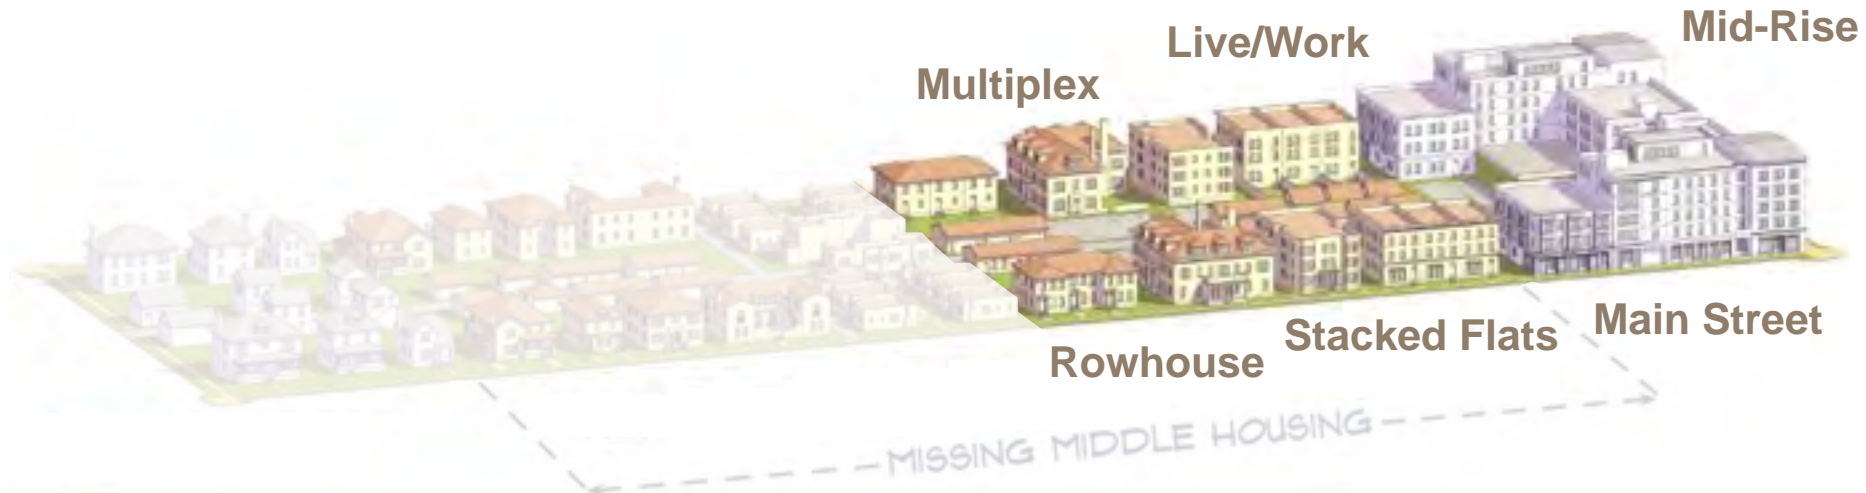 Mid-Rise
Live/Work
Multiplex
Main Street
Stacked Flats
Rowhouse
MISSING MIDDLE HOUSING